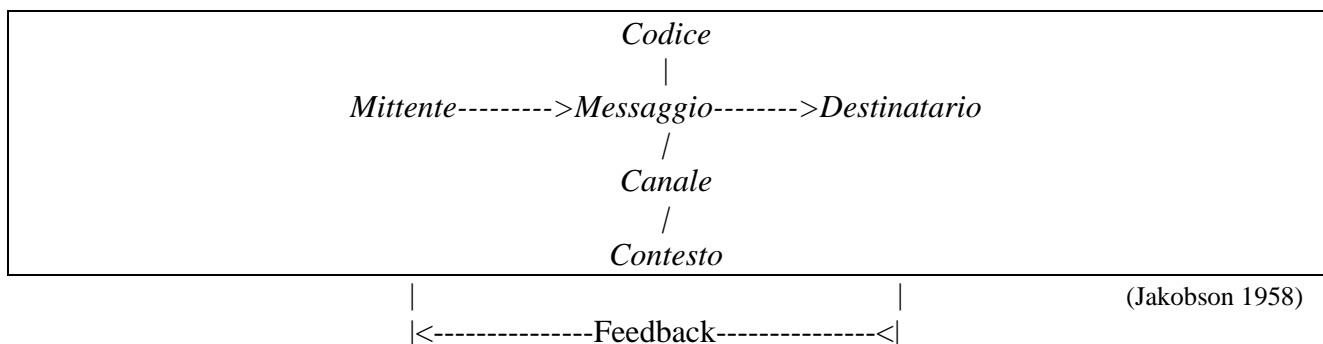 Codice
|
Mittente--------->Messaggio-------->Destinatario
/
Canale
/
Contesto
| | (Jakobson 1958)
|<---------------Feedback---------------<|